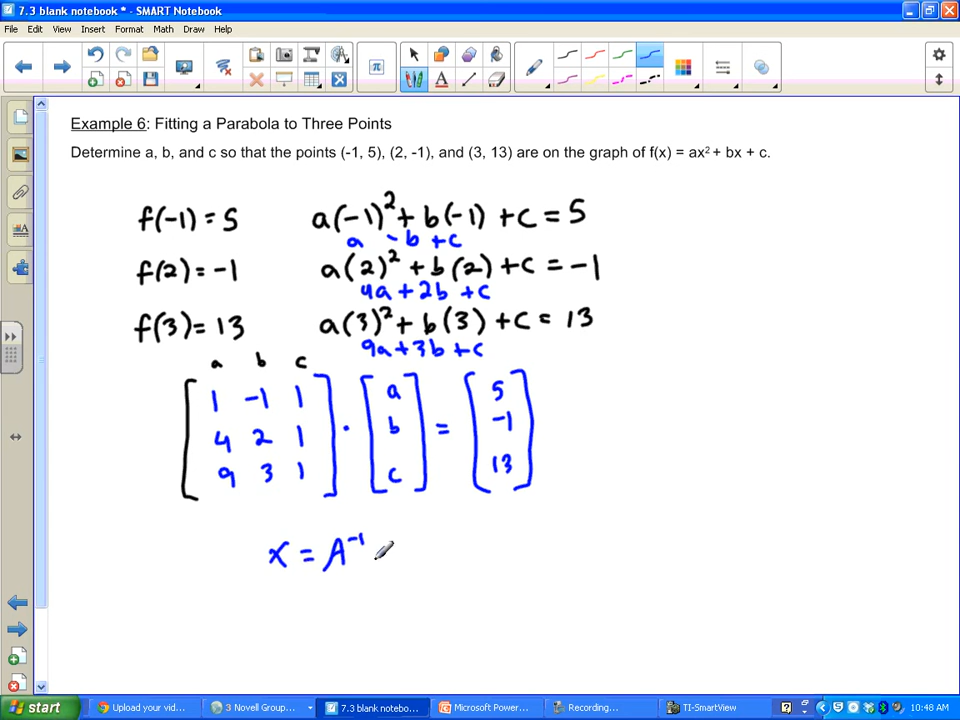 7.3 blank notebook * - SMART Notebook
File Edit View Insert Format Math Draw Help
Example 6: Fitting a Parabola to Three Points
Determine a, b, and c so that the points (-1, 5), (2, -1), and (3, 13) are on the graph of f(x) = ax² + bx + c.
f(-1) = 5 a(-1)² + b(-1) + c = 5
a - b + c
f(2) = -1 a(2)² + b(2) + c = -1
4a + 2b + c
f(3) = 13 a(3)² + b(3) + c = 13
9a + 3b + c
a b c
1 -1 1 a 5
4 2 1 · b = -1
9 3 1 c 13
x = A⁻¹
start Upload your vid... 3 Novell Group... 7.3 blank noteboo... Microsoft Power... Recording... TI-SmartView 10:48 AM